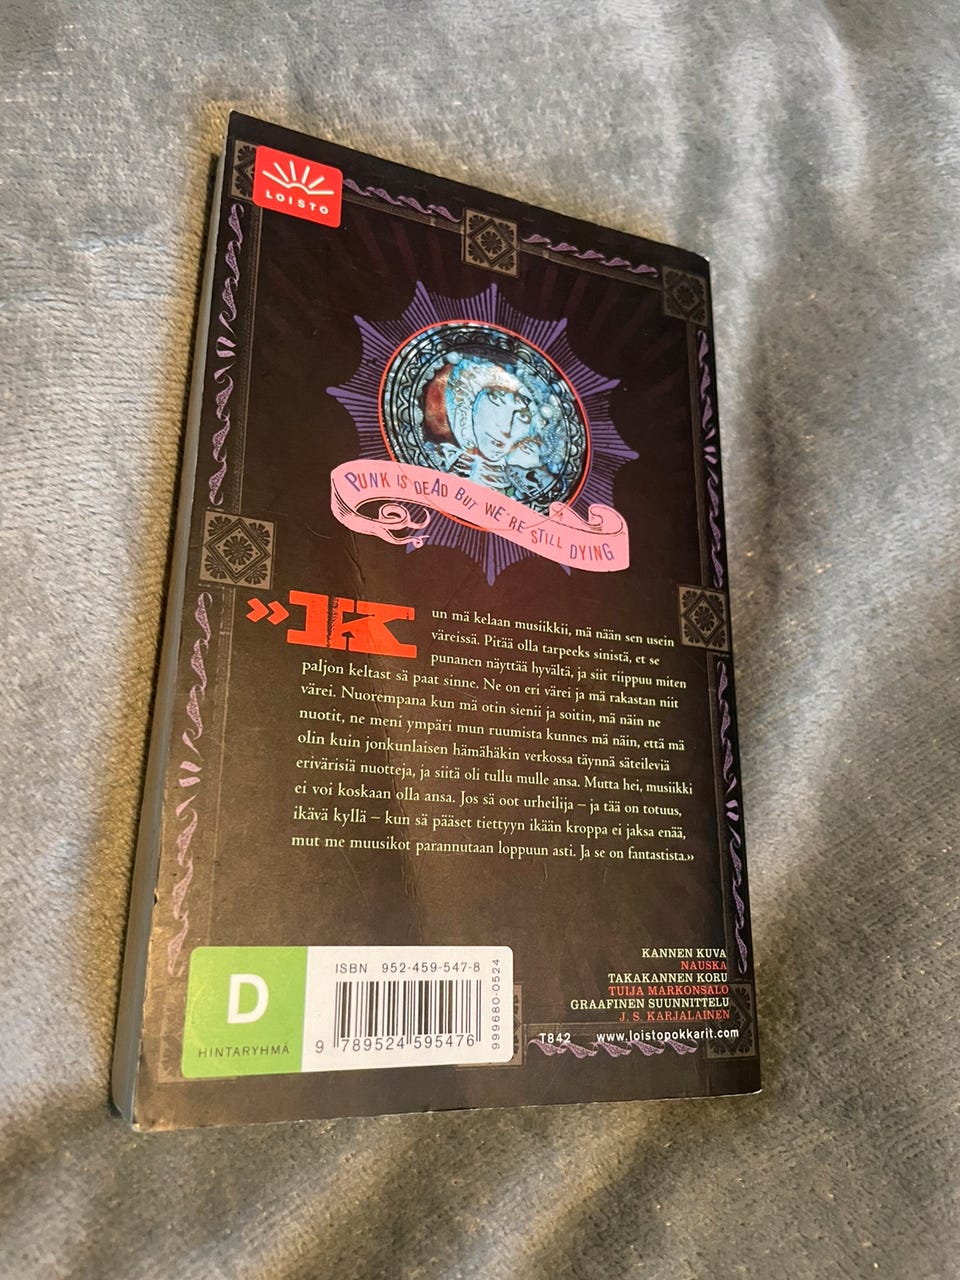 LOISTO
PUNK IS DEAD BUT WE'RE STILL DYING
»Kun mä kelaan musiikkii, mä nään sen usein
väreissä. Pitää olla tarpeeks sinistä, et se
punanen näyttää hyvältä, ja siit riippuu miten
paljon keltast sä paat sinne. Ne on eri värei ja mä rakastan niit
värei. Nuorempana kun mä otin sienii ja soitin, mä näin ne
nuotit, ne meni ympäri mun ruumista kunnes mä näin, että mä
olin kuin jonkunlaisen hämähäkin verkossa täynnä säteileviä
erivärisiä nuotteja, ja siitä oli tullu mulle ansa. Mutta hei, musiikki
ei voi koskaan olla ansa. Jos sä oot urheilija – ja tää on totuus,
ikävä kyllä – kun sä pääset tiettyyn ikään kroppa ei jaksa enää,
mut me muusikot parannutaan loppuun asti. Ja se on fantastista.»
D
HINTARYHMÄ
ISBN 952-459-547-8
9 789524 595476
999680-0524
KANNEN KUVA
NAUSKA
TAKAKANNEN KORU
TUIJA MARKONSALO
GRAAFINEN SUUNNITTELU
J. S. KARJALAINEN
T842 www.loistopokkarit.com